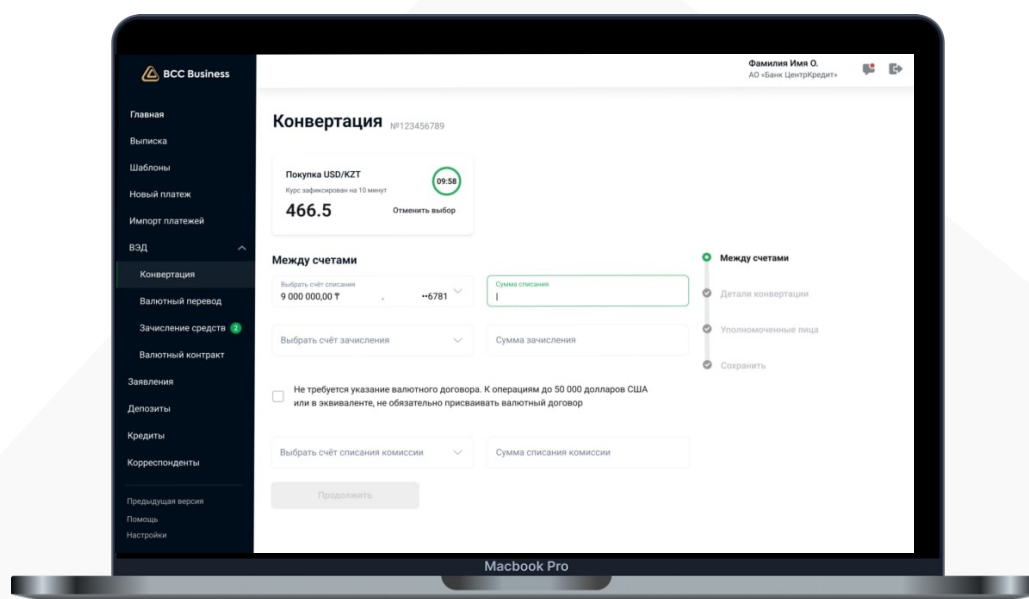 BCC Business
Фамилия Имя О.
АО «Банк ЦентрКредит»
Главная
Выписка
Шаблоны
Новый платеж
Импорт платежей
ВЭД
Конвертация
Валютный перевод
Зачисление средств 2
Валютный контракт
Заявления
Депозиты
Кредиты
Корреспонденты
Предыдущая версия
Помощь
Настройки
Конвертация №123456789
Покупка USD/KZT
Курс зафиксирован на 10 минут
09:58
466.5
Отменить выбор
Между счетами
Выбрать счёт списания
9 000 000,00 ₸ . ••6781
Сумма списания
Выбрать счёт зачисления
Сумма зачисления
Не требуется указание валютного договора. К операциям до 50 000 долларов США
или в эквиваленте, не обязательно присваивать валютный договор
Выбрать счёт списания комиссии
Сумма списания комиссии
Продолжить
Между счетами
Детали конвертации
Уполномоченные лица
Сохранить
Macbook Pro